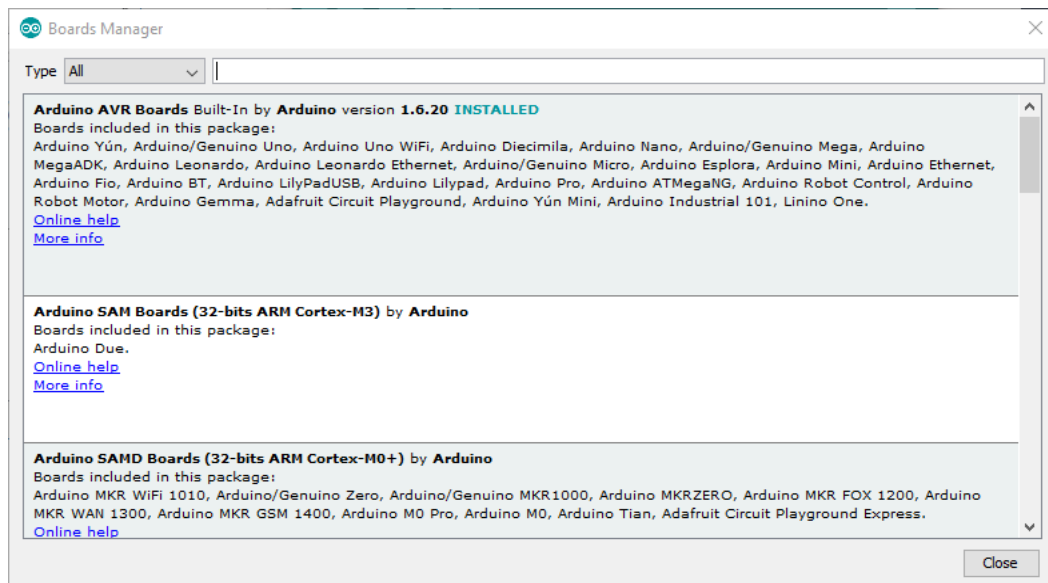 Boards Manager
Type All
Arduino AVR Boards Built-In by Arduino version 1.6.20 INSTALLED
Boards included in this package:
Arduino Yún, Arduino/Genuino Uno, Arduino Uno WiFi, Arduino Diecimila, Arduino Nano, Arduino/Genuino Mega, Arduino
MegaADK, Arduino Leonardo, Arduino Leonardo Ethernet, Arduino/Genuino Micro, Arduino Esplora, Arduino Mini, Arduino Ethernet,
Arduino Fio, Arduino BT, Arduino LilyPadUSB, Arduino Lilypad, Arduino Pro, Arduino ATMegaNG, Arduino Robot Control, Arduino
Robot Motor, Arduino Gemma, Adafruit Circuit Playground, Arduino Yún Mini, Arduino Industrial 101, Linino One.
Online help
More info
Arduino SAM Boards (32-bits ARM Cortex-M3) by Arduino
Boards included in this package:
Arduino Due.
Online help
More info
Arduino SAMD Boards (32-bits ARM Cortex-M0+) by Arduino
Boards included in this package:
Arduino MKR WiFi 1010, Arduino/Genuino Zero, Arduino/Genuino MKR1000, Arduino MKRZERO, Arduino MKR FOX 1200, Arduino
MKR WAN 1300, Arduino MKR GSM 1400, Arduino M0 Pro, Arduino M0, Arduino Tian, Adafruit Circuit Playground Express.
Online help
Close